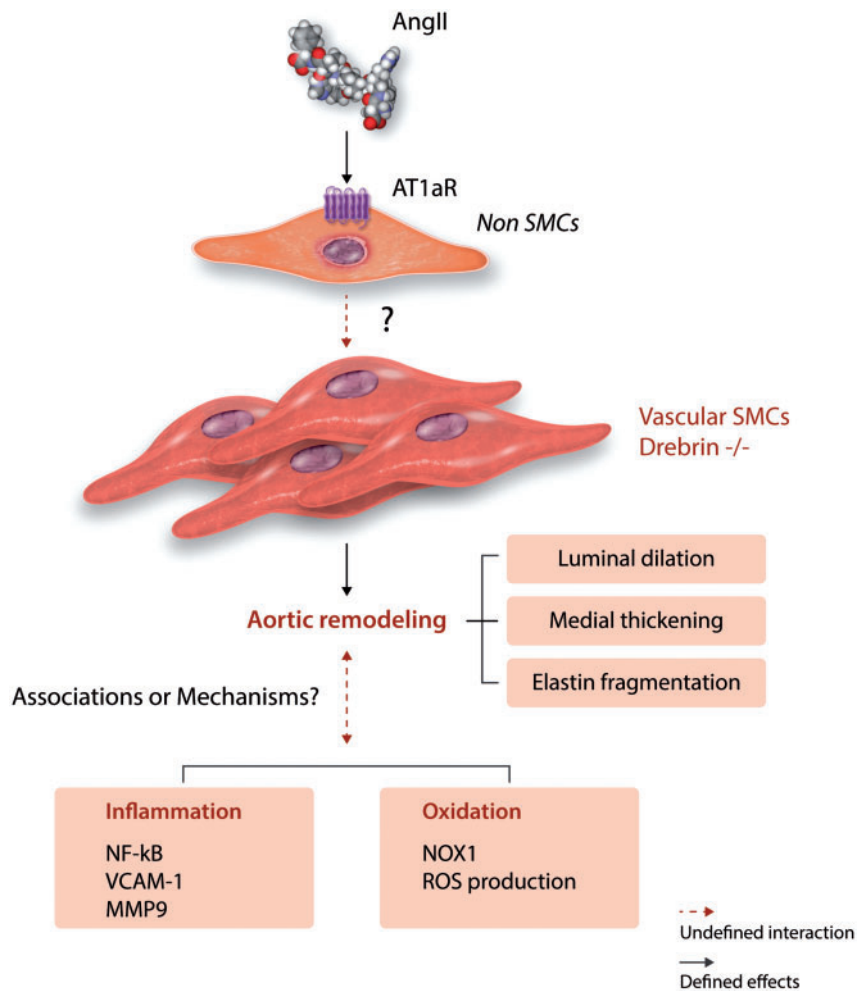 AngII
AT1aR
Non SMCs
?
Vascular SMCs
Drebrin -/-
Luminal dilation
Aortic remodeling
Medial thickening
Elastin fragmentation
Associations or Mechanisms?
Inflammation
NF-kB
VCAM-1
MMP9
Oxidation
NOX1
ROS production
Undefined interaction
Defined effects